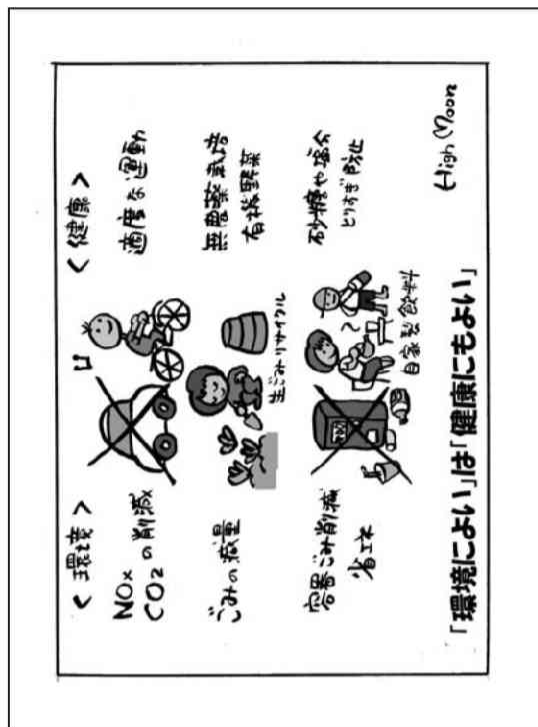 <環境>
<健康>
NOx
CO2 の削減
適度な運動
ごみの減量
生ごみリサイクル
無農薬栽培
有機野菜
容器ごみ削減
省エネ
自家製飲料
砂糖や塩分
とりすぎ防止
「環境によい」は「健康にもよい」
High Moon